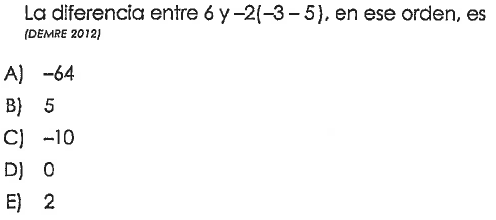 La diferencia entre 6 y –2(–3 – 5), en ese orden, es
(DEMRE 2012)
A) –64
B) 5
C) –10
D) 0
E) 2